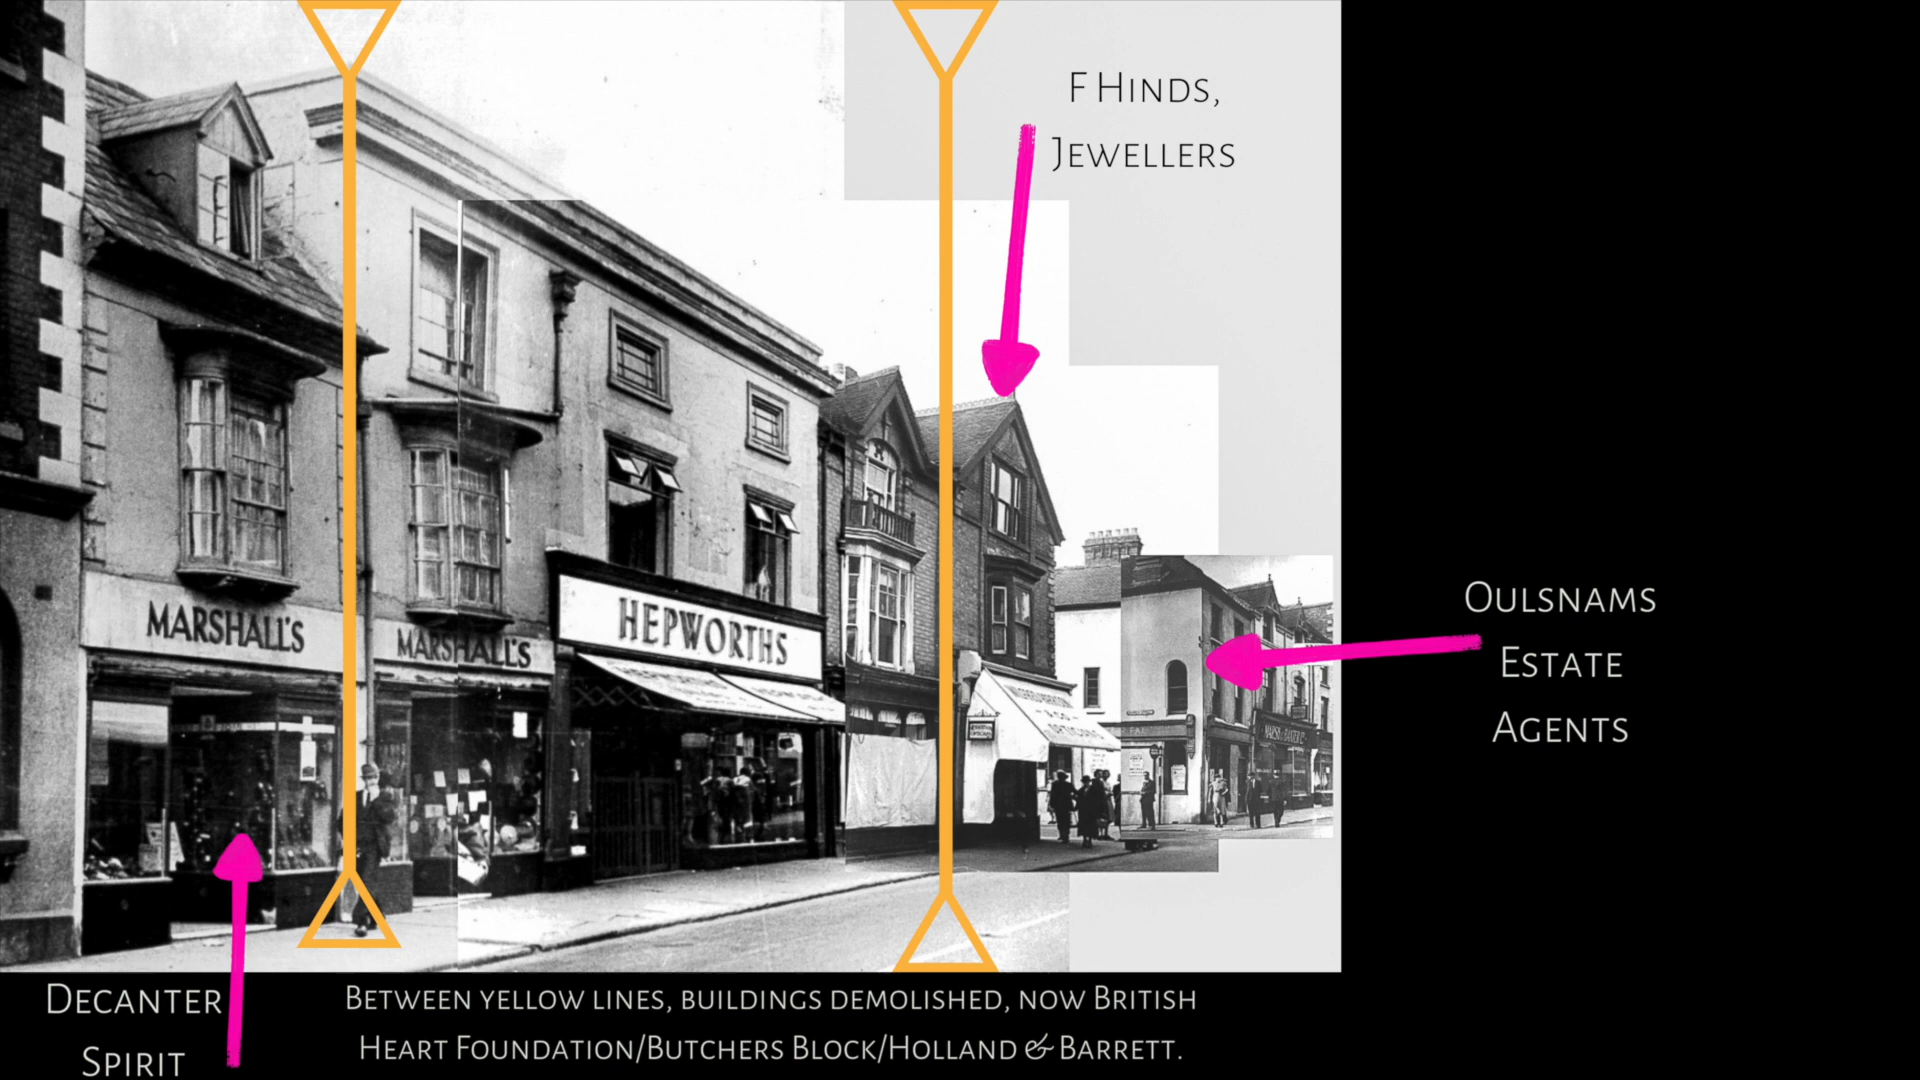 F Hinds,
Jewellers
MARSHALL'S
MARSHALL'S
HEPWORTHS
Oulsnams
Estate
Agents
Decanter
Spirit
Between yellow lines, buildings demolished, now British
Heart Foundation/Butchers Block/Holland & Barrett.